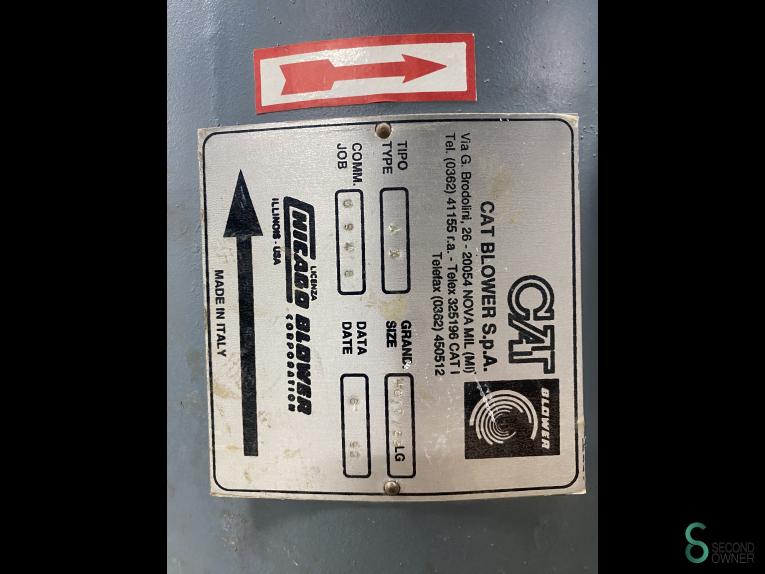 CAT
BLOWER
CAT BLOWER S.p.A.
Via G. Brodolini, 26 - 20054 NOVA MIL (MI)
Tel. (0362) 41155 r.a. - Telex 325196 CAT I
Telefax (0362) 450512
TIPO
TYPE
AA
GRAND.
SIZE
LG
COMM.
JOB
6948
DATA
DATE
LICENZA
CHICAGO BLOWER
CORPORATION
ILLINOIS - USA
MADE IN ITALY
SECOND
OWNER